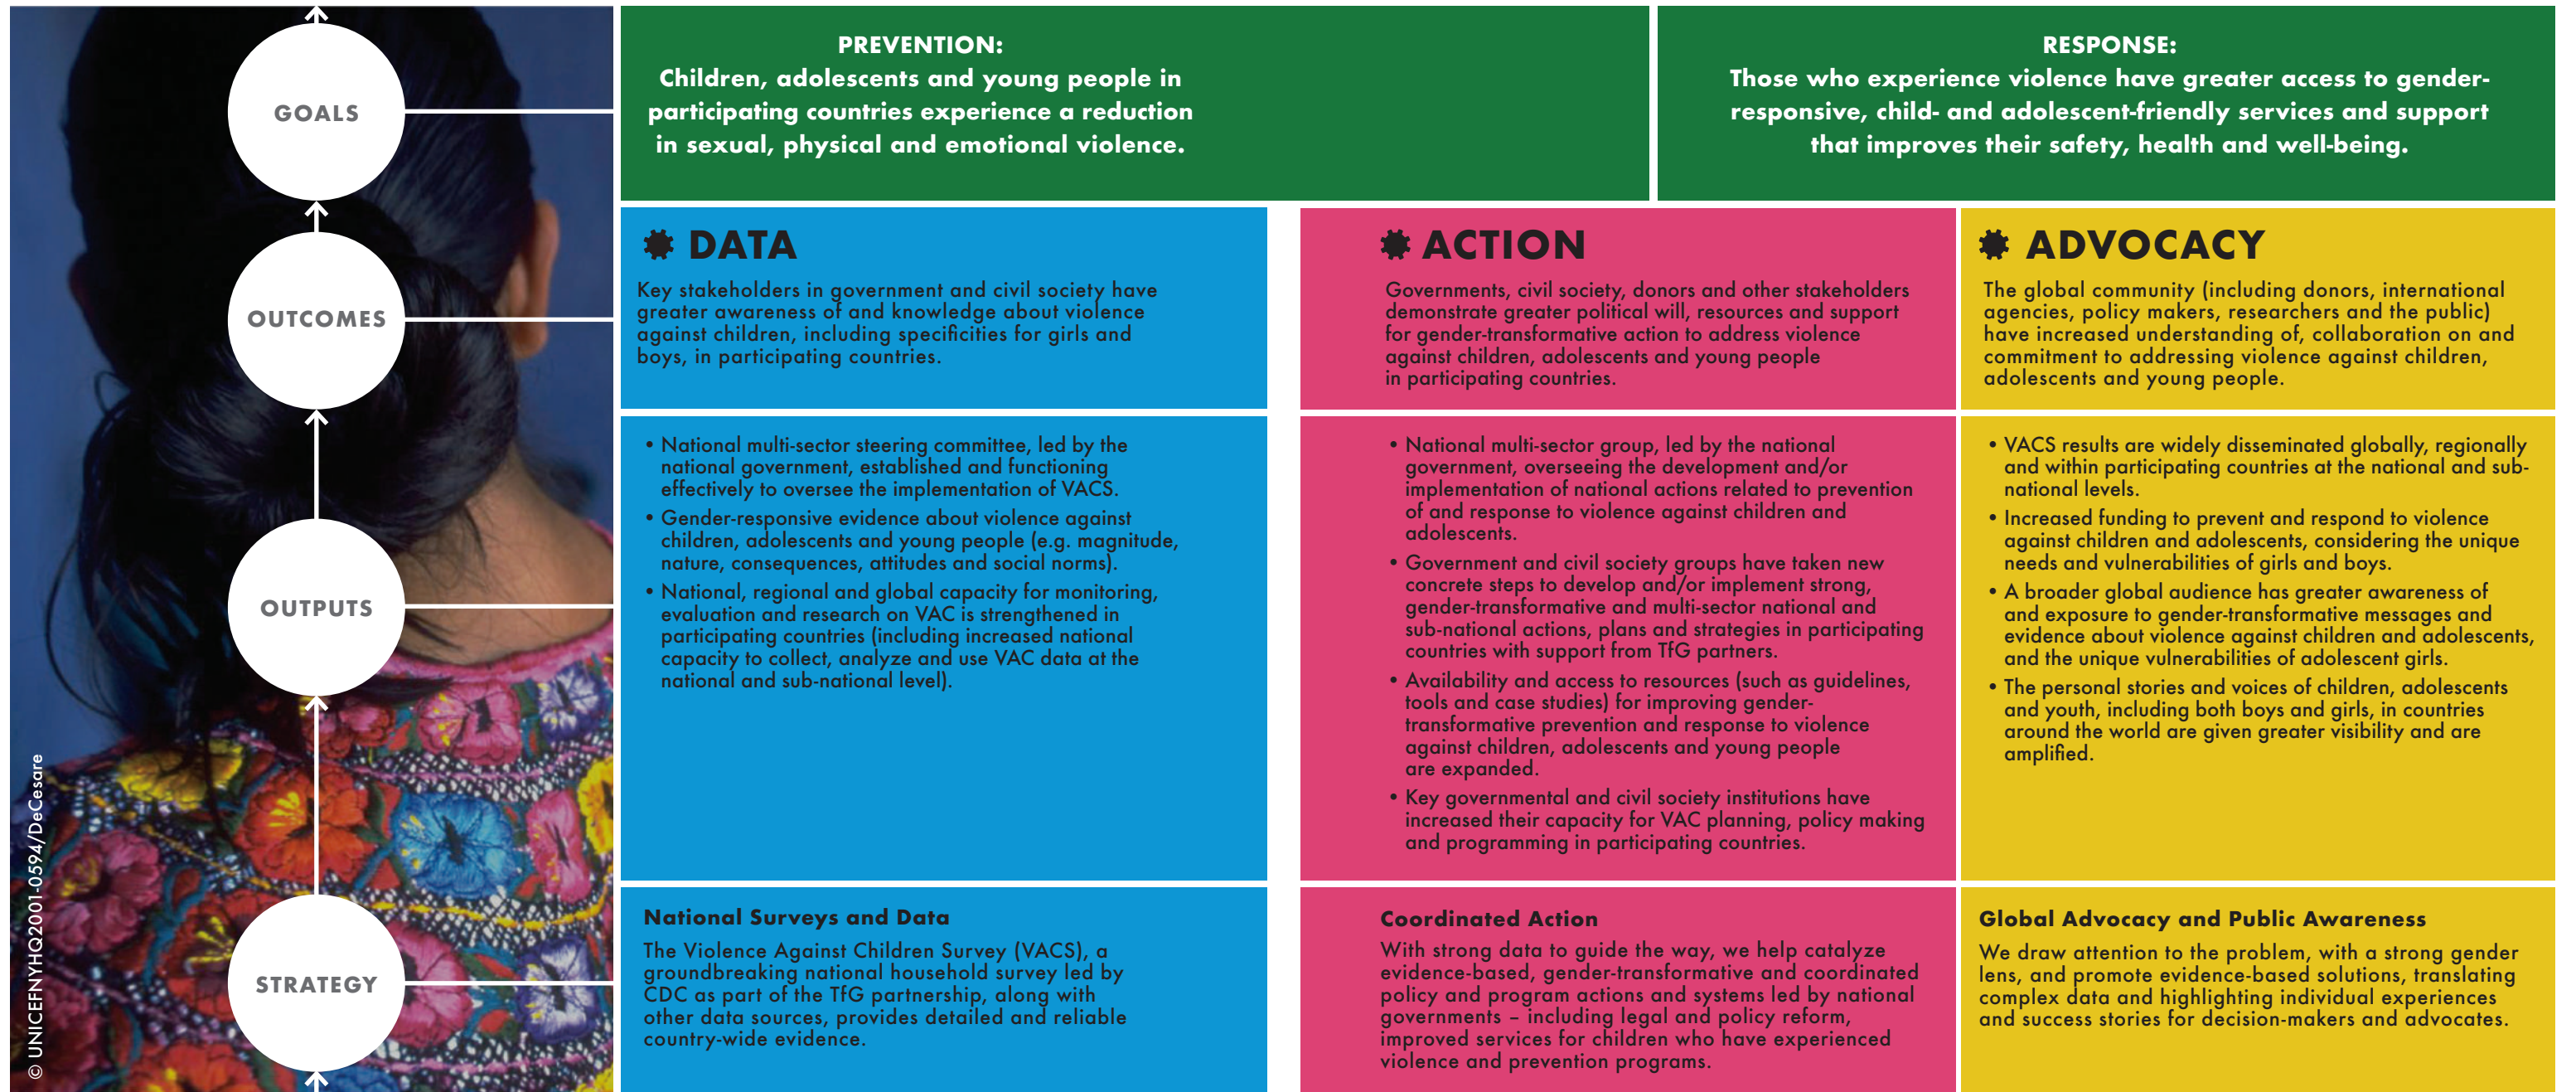 GOALS
PREVENTION:
Children, adolescents and young people in
participating countries experience a reduction
in sexual, physical and emotional violence.
RESPONSE:
Those who experience violence have greater access to gender-
responsive, child- and adolescent-friendly services and support
that improves their safety, health and well-being.
OUTCOMES
DATA
Key stakeholders in government and civil society have
greater awareness of and knowledge about violence
against children, including specificities for girls and
boys, in participating countries.
ACTION
Governments, civil society, donors and other stakeholders
demonstrate greater political will, resources and support
for gender-transformative action to address violence
against children, adolescents and young people
in participating countries.
ADVOCACY
The global community (including donors, international
agencies, policy makers, researchers and the public)
have increased understanding of, collaboration on and
commitment to addressing violence against children,
adolescents and young people.
OUTPUTS
• National multi-sector steering committee, led by the
national government, established and functioning
effectively to oversee the implementation of VACS.
• Gender-responsive evidence about violence against
children, adolescents and young people (e.g. magnitude,
nature, consequences, attitudes and social norms).
• National, regional and global capacity for monitoring,
evaluation and research on VAC is strengthened in
participating countries (including increased national
capacity to collect, analyze and use VAC data at the
national and sub-national level).
• National multi-sector group, led by the national
government, overseeing the development and/or
implementation of national actions related to prevention
of and response to violence against children and
adolescents.
• Government and civil society groups have taken new
concrete steps to develop and/or implement strong,
gender-transformative and multi-sector national and
sub-national actions, plans and strategies in participating
countries with support from TfG partners.
• Availability and access to resources (such as guidelines,
tools and case studies) for improving gender-
transformative prevention and response to violence
against children, adolescents and young people
are expanded.
• Key governmental and civil society institutions have
increased their capacity for VAC planning, policy making
and programming in participating countries.
• VACS results are widely disseminated globally, regionally
and within participating countries at the national and sub-
national levels.
• Increased funding to prevent and respond to violence
against children and adolescents, considering the unique
needs and vulnerabilities of girls and boys.
• A broader global audience has greater awareness of
and exposure to gender-transformative messages and
evidence about violence against children and adolescents,
and the unique vulnerabilities of adolescent girls.
• The personal stories and voices of children, adolescents
and youth, including both boys and girls, in countries
around the world are given greater visibility and are
amplified.
STRATEGY
National Surveys and Data
The Violence Against Children Survey (VACS), a
groundbreaking national household survey led by
CDC as part of the TfG partnership, along with
other data sources, provides detailed and reliable
country-wide evidence.
Coordinated Action
With strong data to guide the way, we help catalyze
evidence-based, gender-transformative and coordinated
policy and program actions and systems led by national
governments – including legal and policy reform,
improved services for children who have experienced
violence and prevention programs.
Global Advocacy and Public Awareness
We draw attention to the problem, with a strong gender
lens, and promote evidence-based solutions, translating
complex data and highlighting individual experiences
and success stories for decision-makers and advocates.
© UNICEFNYHQ2001-0594/DeCesare